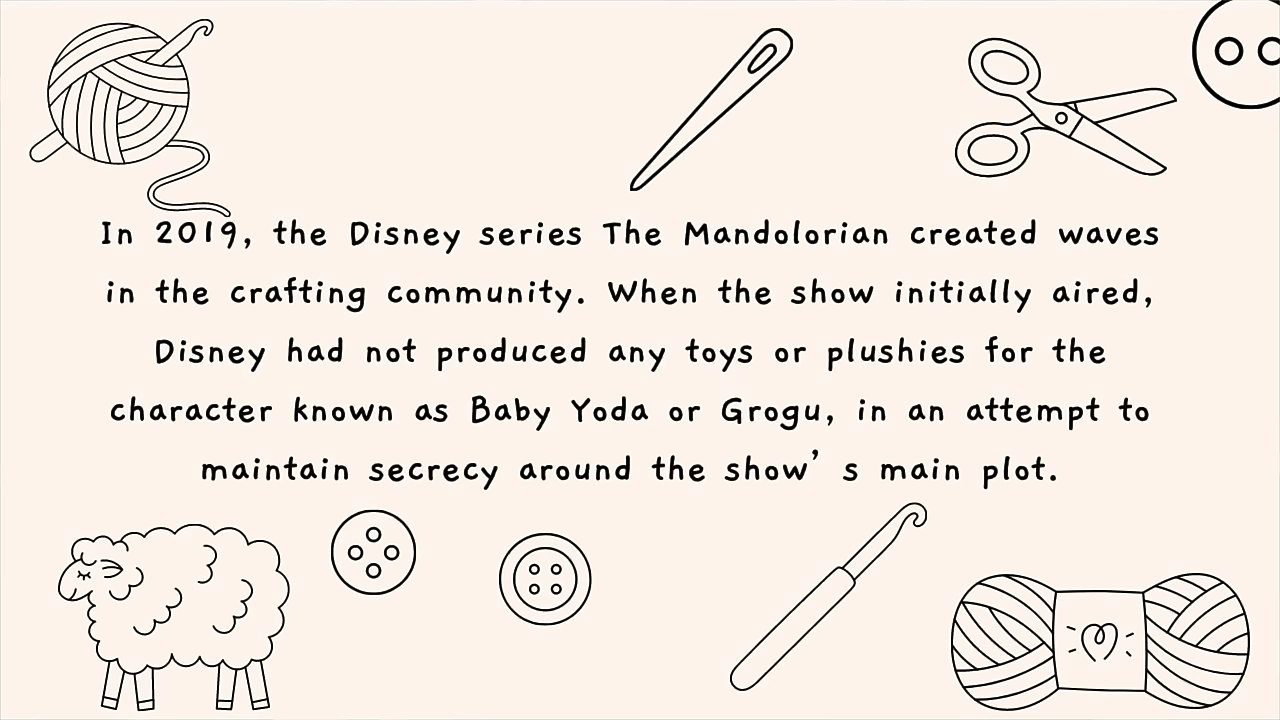 In 2019, the Disney series The Mandolorian created waves
in the crafting community. When the show initially aired,
Disney had not produced any toys or plushies for the
character known as Baby Yoda or Grogu, in an attempt to
maintain secrecy around the show’ s main plot.